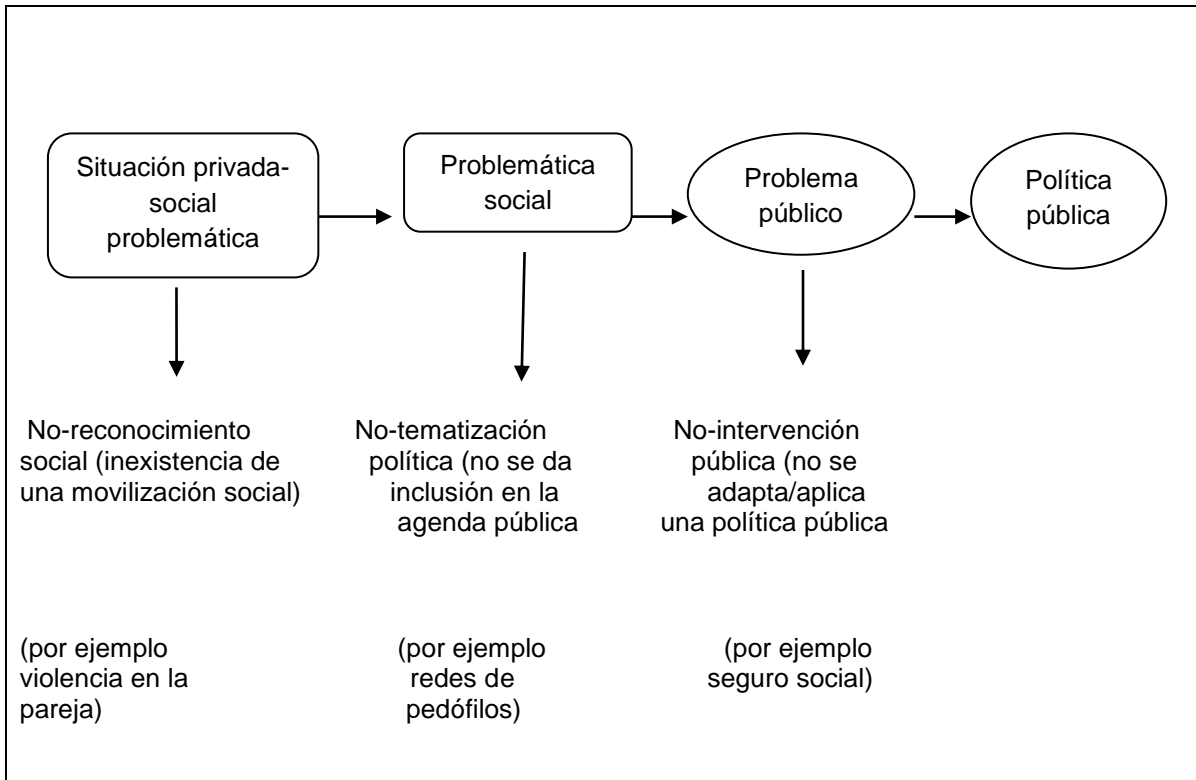 Situación privada-
social
problemática
Problemática
social
Problema
público
Política
pública
No-reconocimiento
social (inexistencia de
una movilización social)
No-tematización
política (no se da
inclusión en la
agenda pública
No-intervención
pública (no se
adapta/aplica
una política pública
(por ejemplo
violencia en la
pareja)
(por ejemplo
redes de
pedófilos)
(por ejemplo
seguro social)